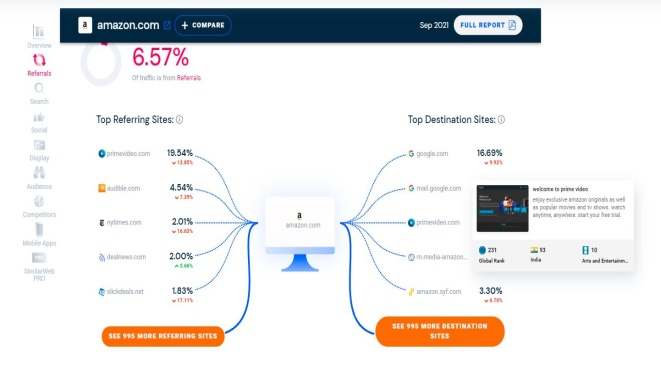 a amazon.com + COMPARE Sep 2021 FULL REPORT
6.57%
Of traffic is from Referrals
Overview
Referrals
Search
Social
Display
Audience
Competitors
Mobile Apps
PRO
SimilarWeb
PRO
Top Referring Sites:
primevideo.com 19.54%
13.85%
audible.com 4.54%
7.29%
nytimes.com 2.01%
16.63%
dealnews.com 2.00%
5.66%
slickdeals.net 1.83%
17.11%
SEE 995 MORE REFERRING SITES
a
amazon.com
Top Destination Sites:
google.com 16.69%
9.92%
mail.google.com
primevideo.com
m.media-amazon...
amazon.syf.com 3.30%
6.70%
SEE 995 MORE DESTINATION
SITES
welcome to prime video
enjoy exclusive amazon originals as well
as popular movies and tv shows. watch
anytime, anywhere. start your free trial.
231
Global Rank
93
India
10
Arts and Entertainm...